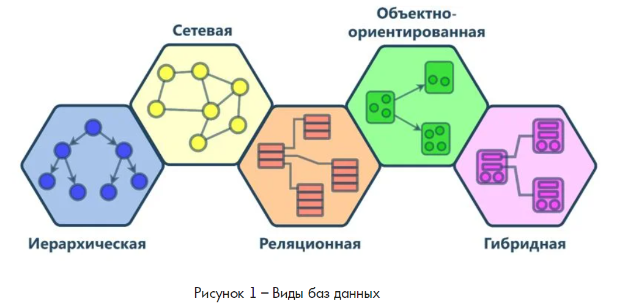 Объектно-
ориентированная
Сетевая
Иерархическая
Реляционная
Гибридная
Рисунок 1 – Виды баз данных